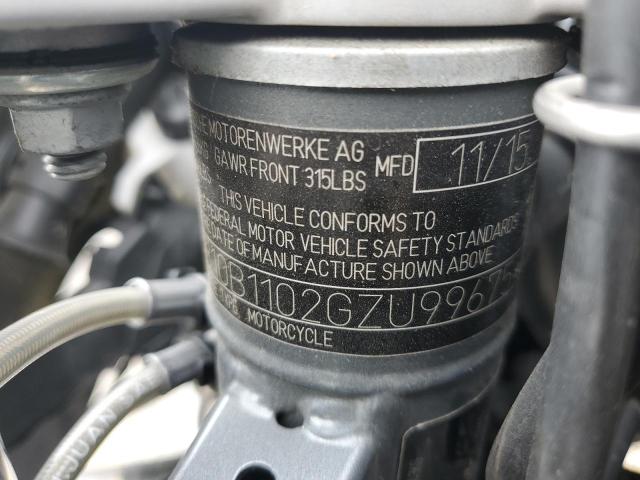 MOTORENWERKE AG
GAWR FRONT 315LBS MFD 11/15
THIS VEHICLE CONFORMS TO
FEDERAL MOTOR VEHICLE SAFETY STANDARDS
DATE OF MANUFACTURE SHOWN ABOVE
B1102GZU9967
MOTORCYCLE
JUAN